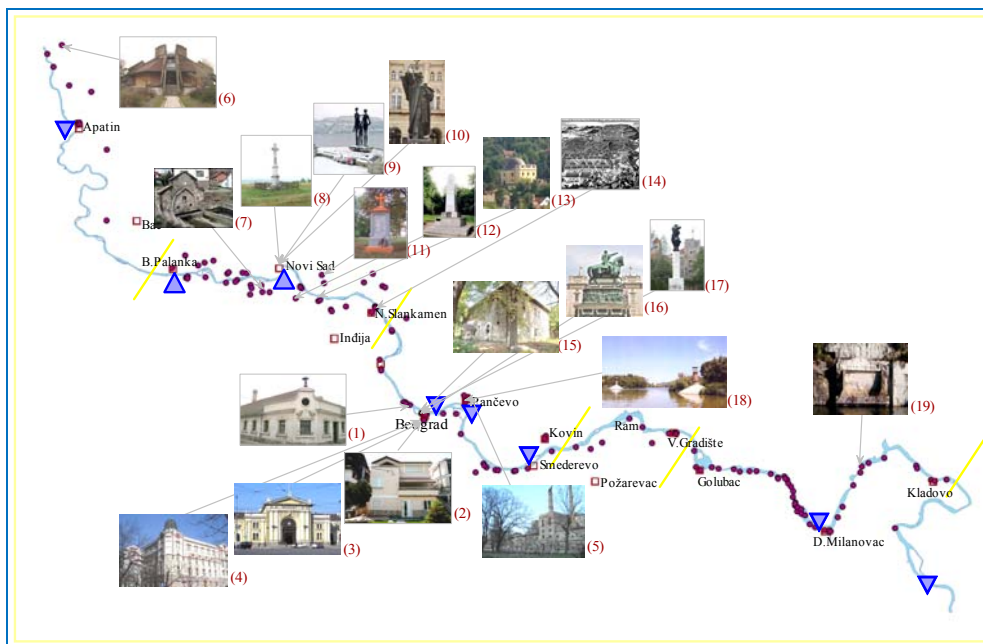 (6)
(10)
(9)
Apatin
(14)
(13)
(8)
(7)
(12)
Bač
(11)
B.Palanka
Novi Sad
(17)
(16)
N.Slankamen
Inđija
(15)
(18)
Pančevo
(19)
Beograd
Ram
(1)
Kovin
V.Gradište
Smederevo
Golubac
Požarevac
Kladovo
(2)
(3)
(5)
D.Milanovac
(4)